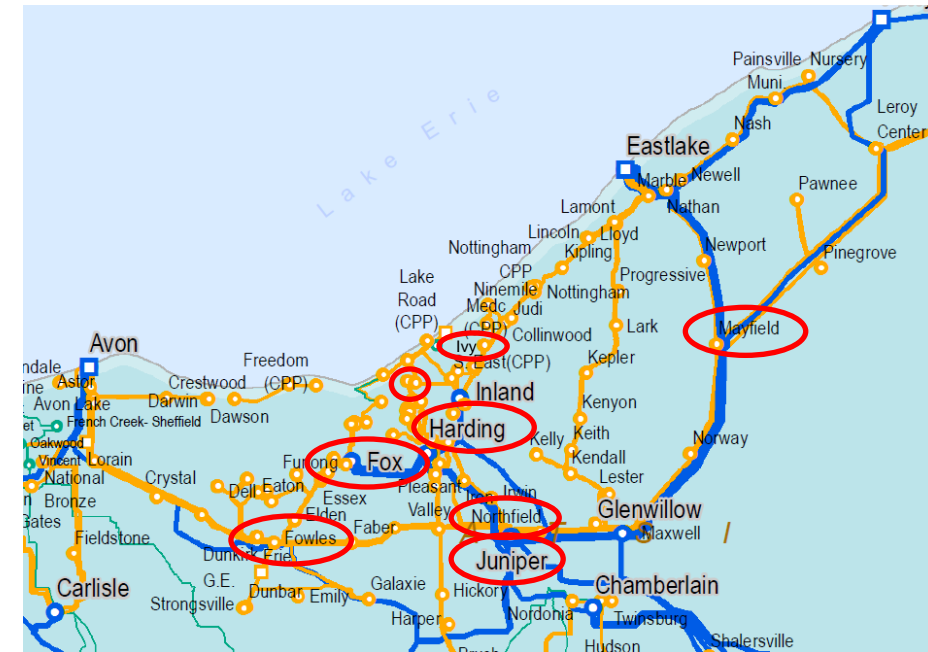 Painsville Nursery
Muni
Leroy
Center
Nash
Eastlake
Marble
Newell
Nathan
Pawnee
Lake Erie
Lamont
Lincoln
Lloyd
Kipling
Newport
Pinegrove
Nottingham
CPP
Nottingham
Progressive
Lake
Road
(CPP)
Ninemile
Medc
(CPP)
Judi
Collinwood
Lark
Mayfield
Ivy
S. East(CPP)
Kepler
Avon
Freedom
(CPP)
ndale
Astor
Crestwood
Darwin
Dawson
Avon Lake
French Creek- Sheffield
Oakwood
Vincent
Lorain
National
Bronze
Gates
Fieldstone
Carlisle
Crystal
Inland
Harding
Kenyon
Kelly
Keith
Kendall
Lester
Norway
Furlong
Fox
Dell
Eaton
Essex
Elden
Pleasant
Valley
Iron
Irvin
Northfield
Glenwillow
Maxwell
Fowles
Faber
Dunkirk
Erie
G.E.
Strongsville
Dunbar
Emily
Galaxie
Hickory
Harper
Juniper
Chamberlain
Nordonia
Twinsburg
Hudson
Shalersville